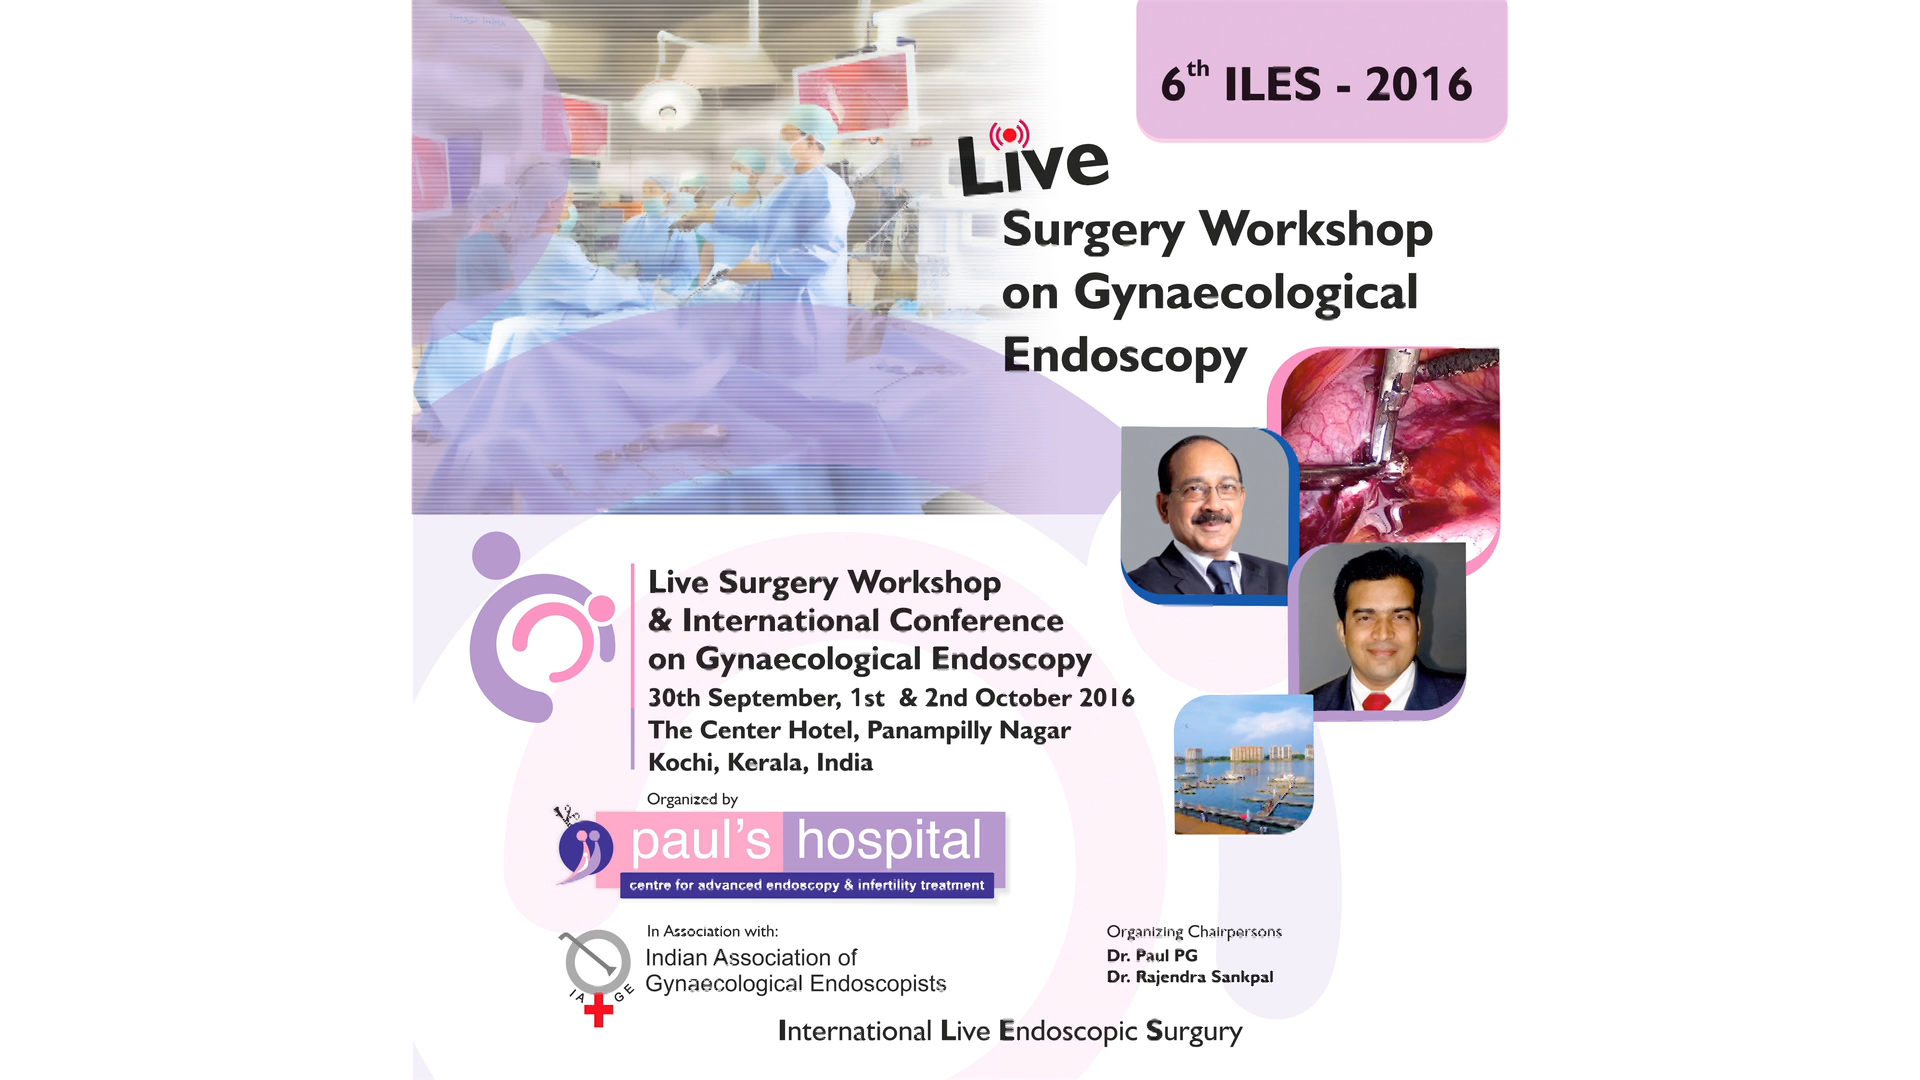 6th ILES - 2016
Live
Surgery Workshop
on Gynaecological
Endoscopy
Live Surgery Workshop
& International Conference
on Gynaecological Endoscopy
30th September, 1st & 2nd October 2016
The Center Hotel, Panampilly Nagar
Kochi, Kerala, India
Organized by
paul's hospital
centre for advanced endoscopy & infertility treatment
In Association with:
Indian Association of
Gynaecological Endoscopists
IAGE
Organizing Chairpersons
Dr. Paul PG
Dr. Rajendra Sankpal
International Live Endoscopic Surgury